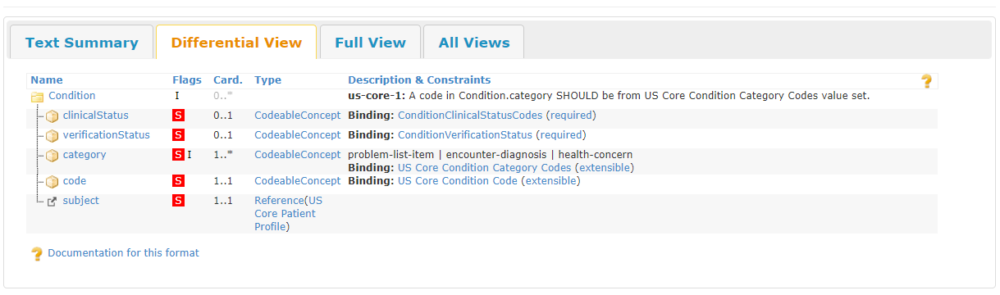 Text Summary Differential View Full View All Views
Name Flags Card. Type Description & Constraints ?
Condition I 0..* us-core-1: A code in Condition.category SHOULD be from US Core Condition Category Codes value set.
clinicalStatus S 0..1 CodeableConcept Binding: ConditionClinicalStatusCodes (required)
verificationStatus S 0..1 CodeableConcept Binding: ConditionVerificationStatus (required)
category S I 1..* CodeableConcept problem-list-item | encounter-diagnosis | health-concern
Binding: US Core Condition Category Codes (extensible)
code S 1..1 CodeableConcept Binding: US Core Condition Code (extensible)
subject S 1..1 Reference(US
Core Patient
Profile)
? Documentation for this format